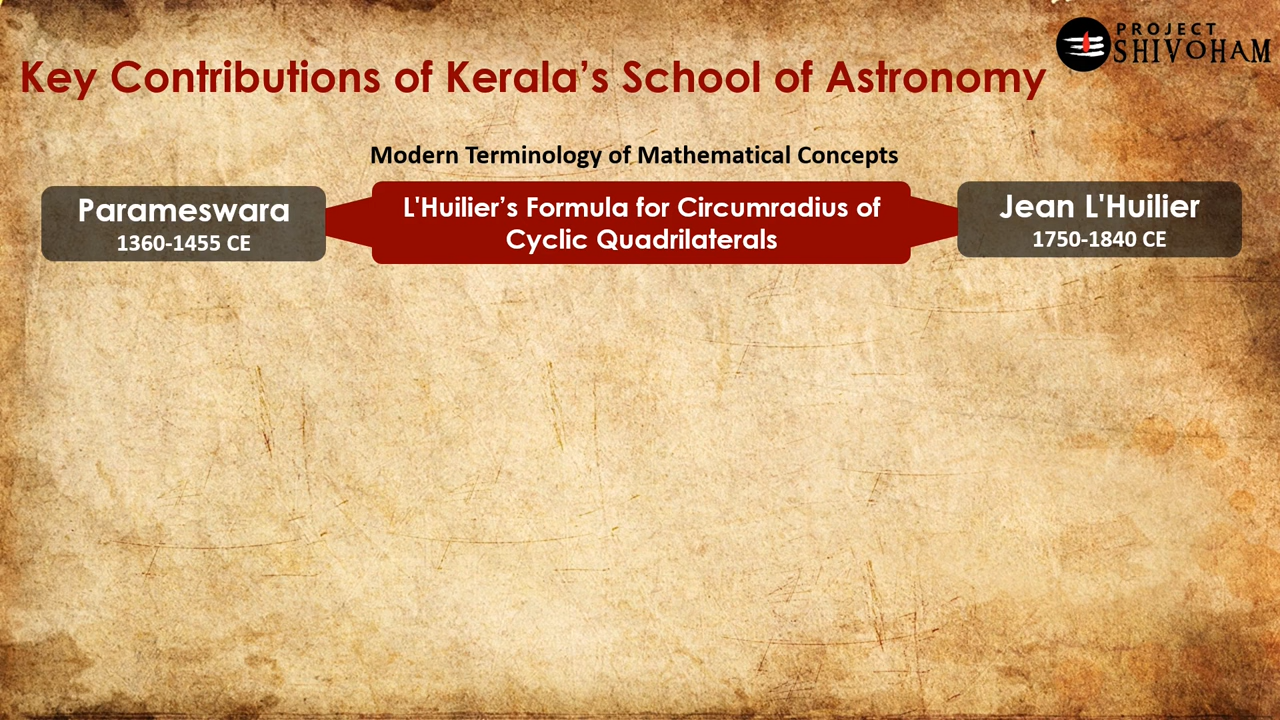 PROJECT
SHIVOHAM
Key Contributions of Kerala’s School of Astronomy
Modern Terminology of Mathematical Concepts
Parameswara
1360-1455 CE
L'Huilier’s Formula for Circumradius of
Cyclic Quadrilaterals
Jean L'Huilier
1750-1840 CE